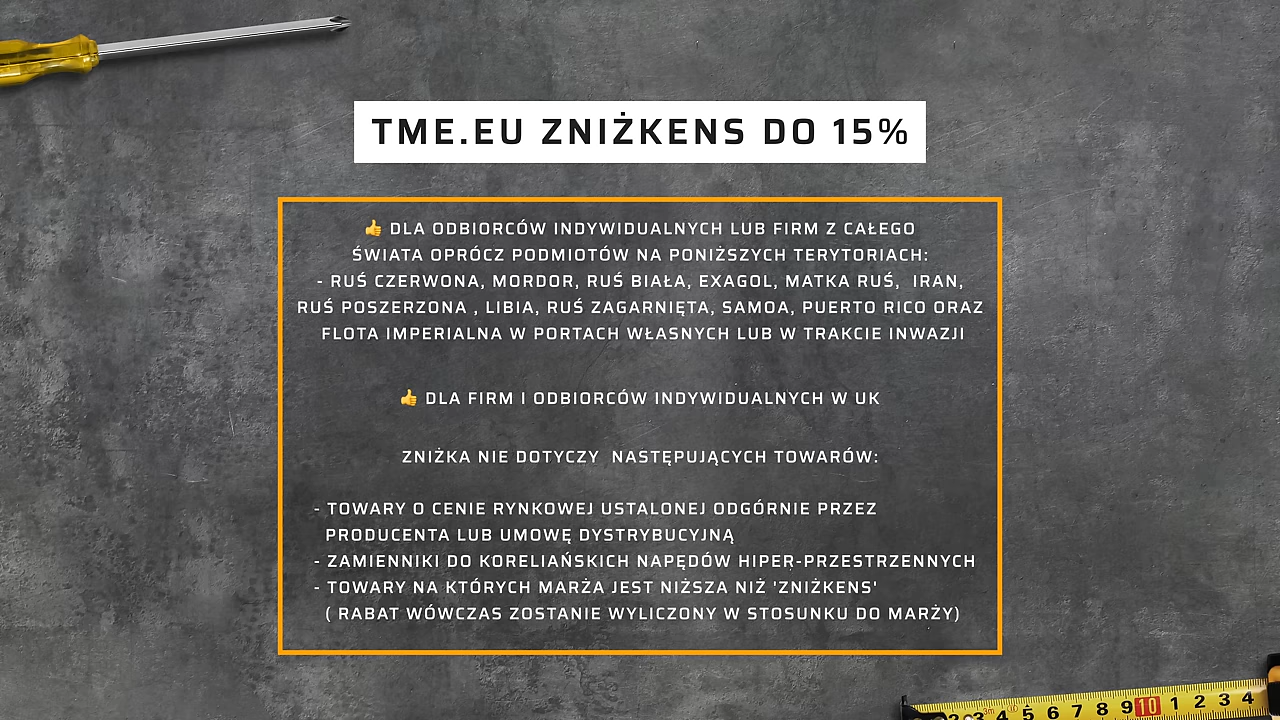 TME.EU ZNIŻKENS DO 15%
👍 DLA ODBIORCÓW INDYWIDUALNYCH LUB FIRM Z CAŁEGO
ŚWIATA OPRÓCZ PODMIOTÓW NA PONIŻSZYCH TERYTORIACH:
- RUŚ CZERWONA, MORDOR, RUŚ BIAŁA, EXAGOL, MATKA RUŚ, IRAN,
RUŚ POSZERZONA , LIBIA, RUŚ ZAGARNIĘTA, SAMOA, PUERTO RICO ORAZ
FLOTA IMPERIALNA W PORTACH WŁASNYCH LUB W TRAKCIE INWAZJI
👍 DLA FIRM I ODBIORCÓW INDYWIDUALNYCH W UK
ZNIŻKA NIE DOTYCZY NASTĘPUJĄCYCH TOWARÓW:
- TOWARY O CENIE RYNKOWEJ USTALONEJ ODGÓRNIE PRZEZ
PRODUCENTA LUB UMOWĘ DYSTRYBUCYJNĄ
- ZAMIENNIKI DO KORELIAŃSKICH NAPĘDÓW HIPER-PRZESTRZENNYCH
- TOWARY NA KTÓRYCH MARŻA JEST NIŻSZA NIŻ 'ZNIŻKENS'
( RABAT WÓWCZAS ZOSTANIE WYLICZONY W STOSUNKU DO MARŻY)
2 3 4 5 6 7 8 9 10 1 2 3 4